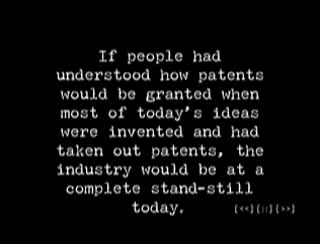 If people had
understood how patents
would be granted when
most of today's ideas
were invented and had
taken out patents, the
industry would be at a
complete stand-still
today.
[<<][||][>>]